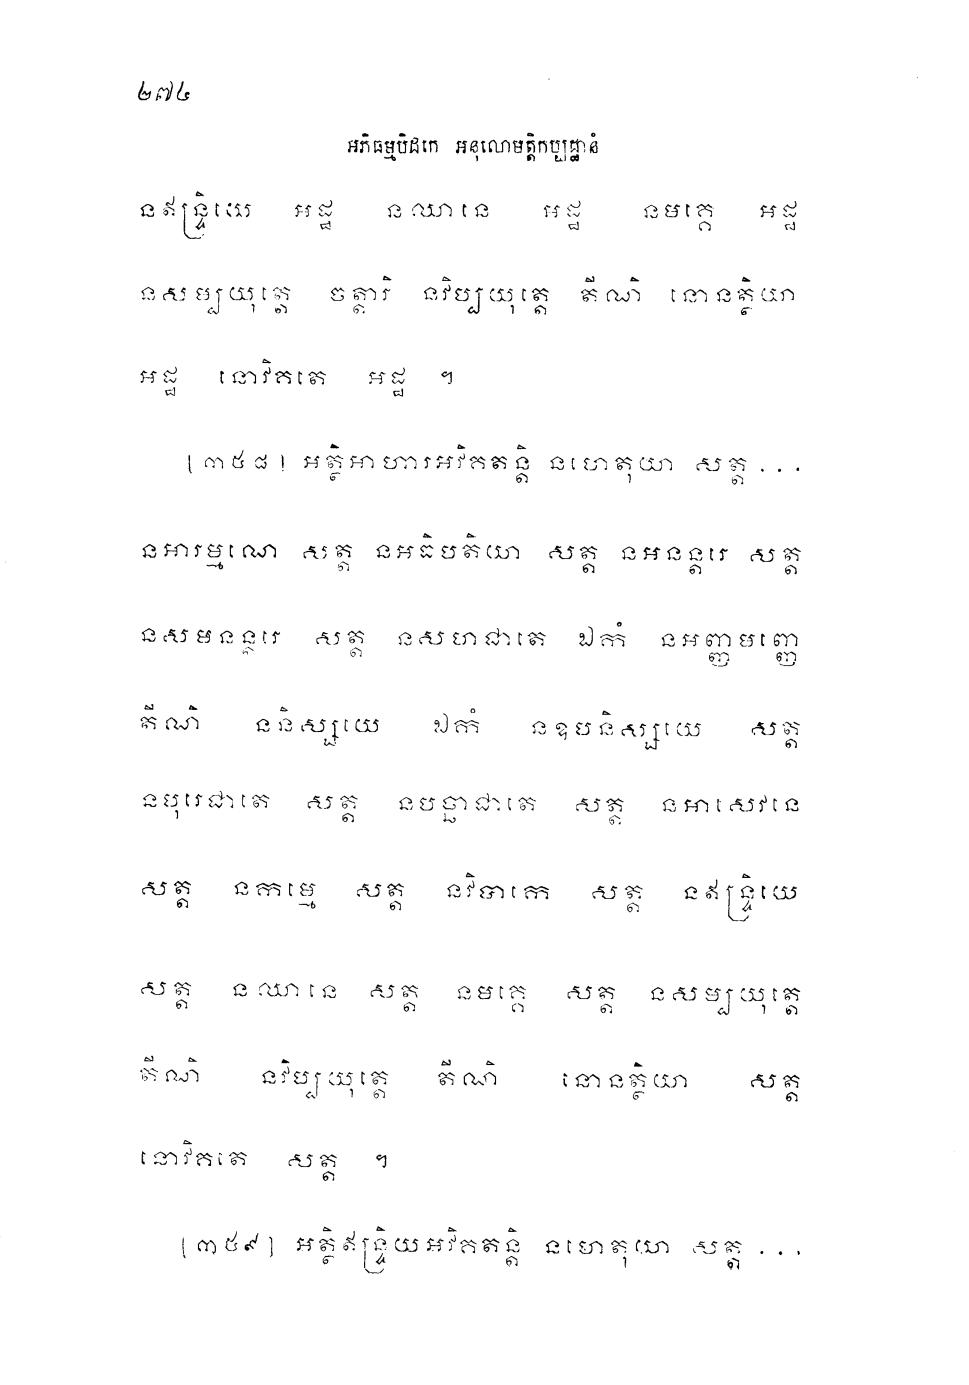 ២៧៤
អភិធម្មបិដកេ អនុលោមត្តិកប្បដ្ឋានំ
នឥន្ទ្រិយេ អដ្ឋ នឈានេ អដ្ឋ នមគ្គេ អដ្ឋ
នសម្បយុត្តេ ចត្តារិ នវិប្បយុត្តេ តីណិ នោនត្ថិយា
អដ្ឋ នោវិគតេ អដ្ឋ ។
[៣៥៨] អត្ថិអាហារអវិគតន្តិ នហេតុយា សត្ត ...
នអារម្មណេ សត្ត នអធិបតិយា សត្ត នអនន្តរេ សត្ត
នសមនន្តរេ សត្ត នសហជាតេ ឯកំ នអញ្ញមញ្ញេ
តីណិ ននិស្សយេ ឯកំ នឧបនិស្សយេ សត្ត
នបុរេជាតេ សត្ត នបច្ឆាជាតេ សត្ត នអាសេវនេ
សត្ត នកម្មេ សត្ត នវិបាកេ សត្ត នឥន្ទ្រិយេ
សត្ត នឈានេ សត្ត នមគ្គេ សត្ត នសម្បយុត្តេ
តីណិ នវិប្បយុត្តេ តីណិ នោនត្ថិយា សត្ត
នោវិគតេ សត្ត ។
[៣៥៩] អត្ថិឥន្ទ្រិយអវិគតន្តិ នហេតុយា សត្ត ...